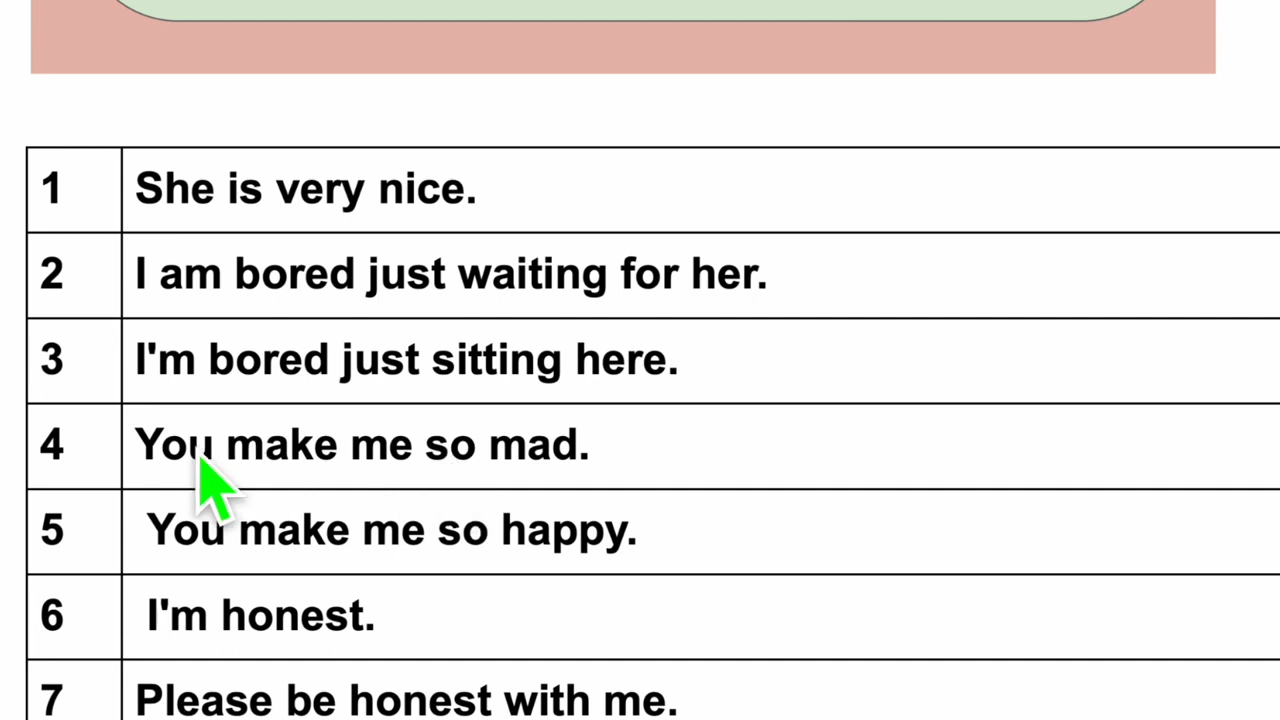 1 She is very nice.
2 I am bored just waiting for her.
3 I'm bored just sitting here.
4 You make me so mad.
5 You make me so happy.
6 I'm honest.
7 Please be honest with me.